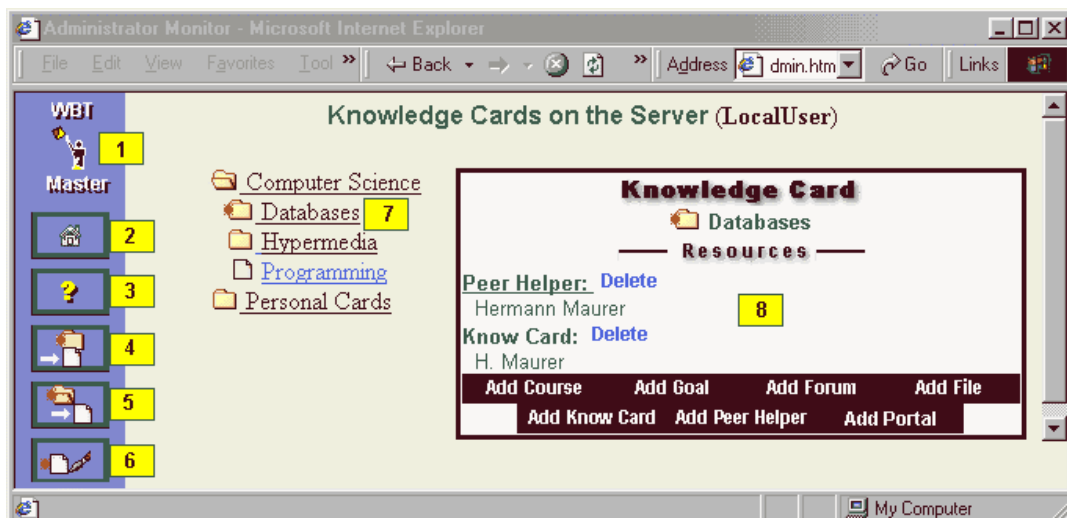 Administrator Monitor - Microsoft Internet Explorer
File Edit View Favorites Tool » Back » Address dmin.htm Go Links
WBT
1
Master
2
3
4
5
6
Knowledge Cards on the Server (LocalUser)
Computer Science
Databases 7
Hypermedia
Programming
Personal Cards
Knowledge Card
Databases
Resources
Peer Helper: Delete
Hermann Maurer
8
Know Card: Delete
H. Maurer
Add Course Add Goal Add Forum Add File
Add Know Card Add Peer Helper Add Portal
My Computer